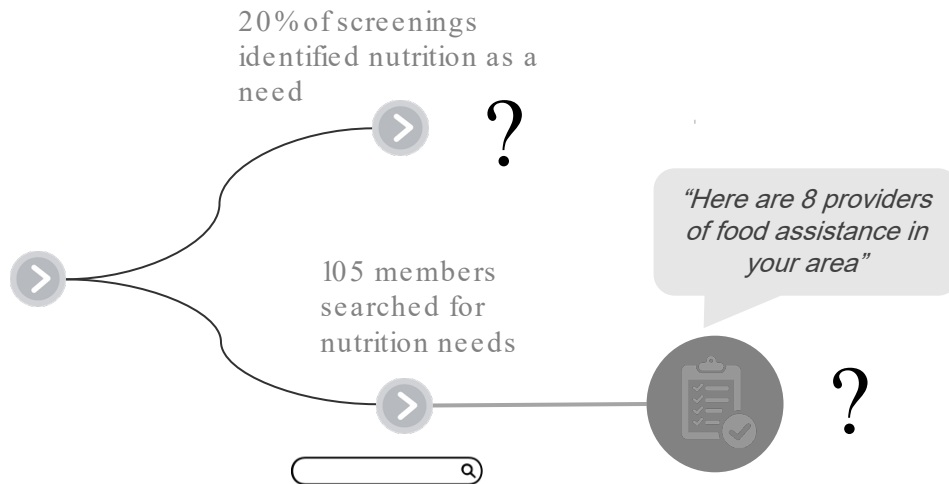 20% of screenings
identified nutrition as a
need
?
“Here are 8 providers
of food assistance in
your area”
105 members
searched for
nutrition needs
?